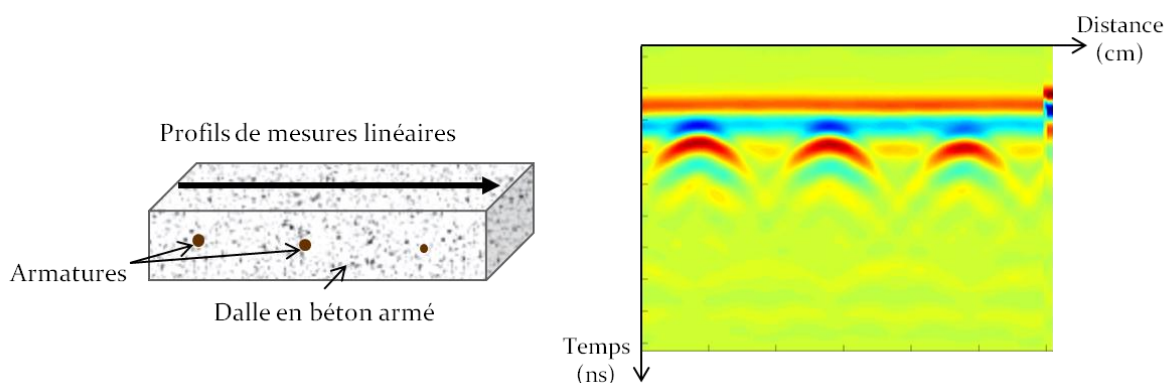 Profils de mesures linéaires
Armatures
Dalle en béton armé
Distance
(cm)
Temps
(ns)